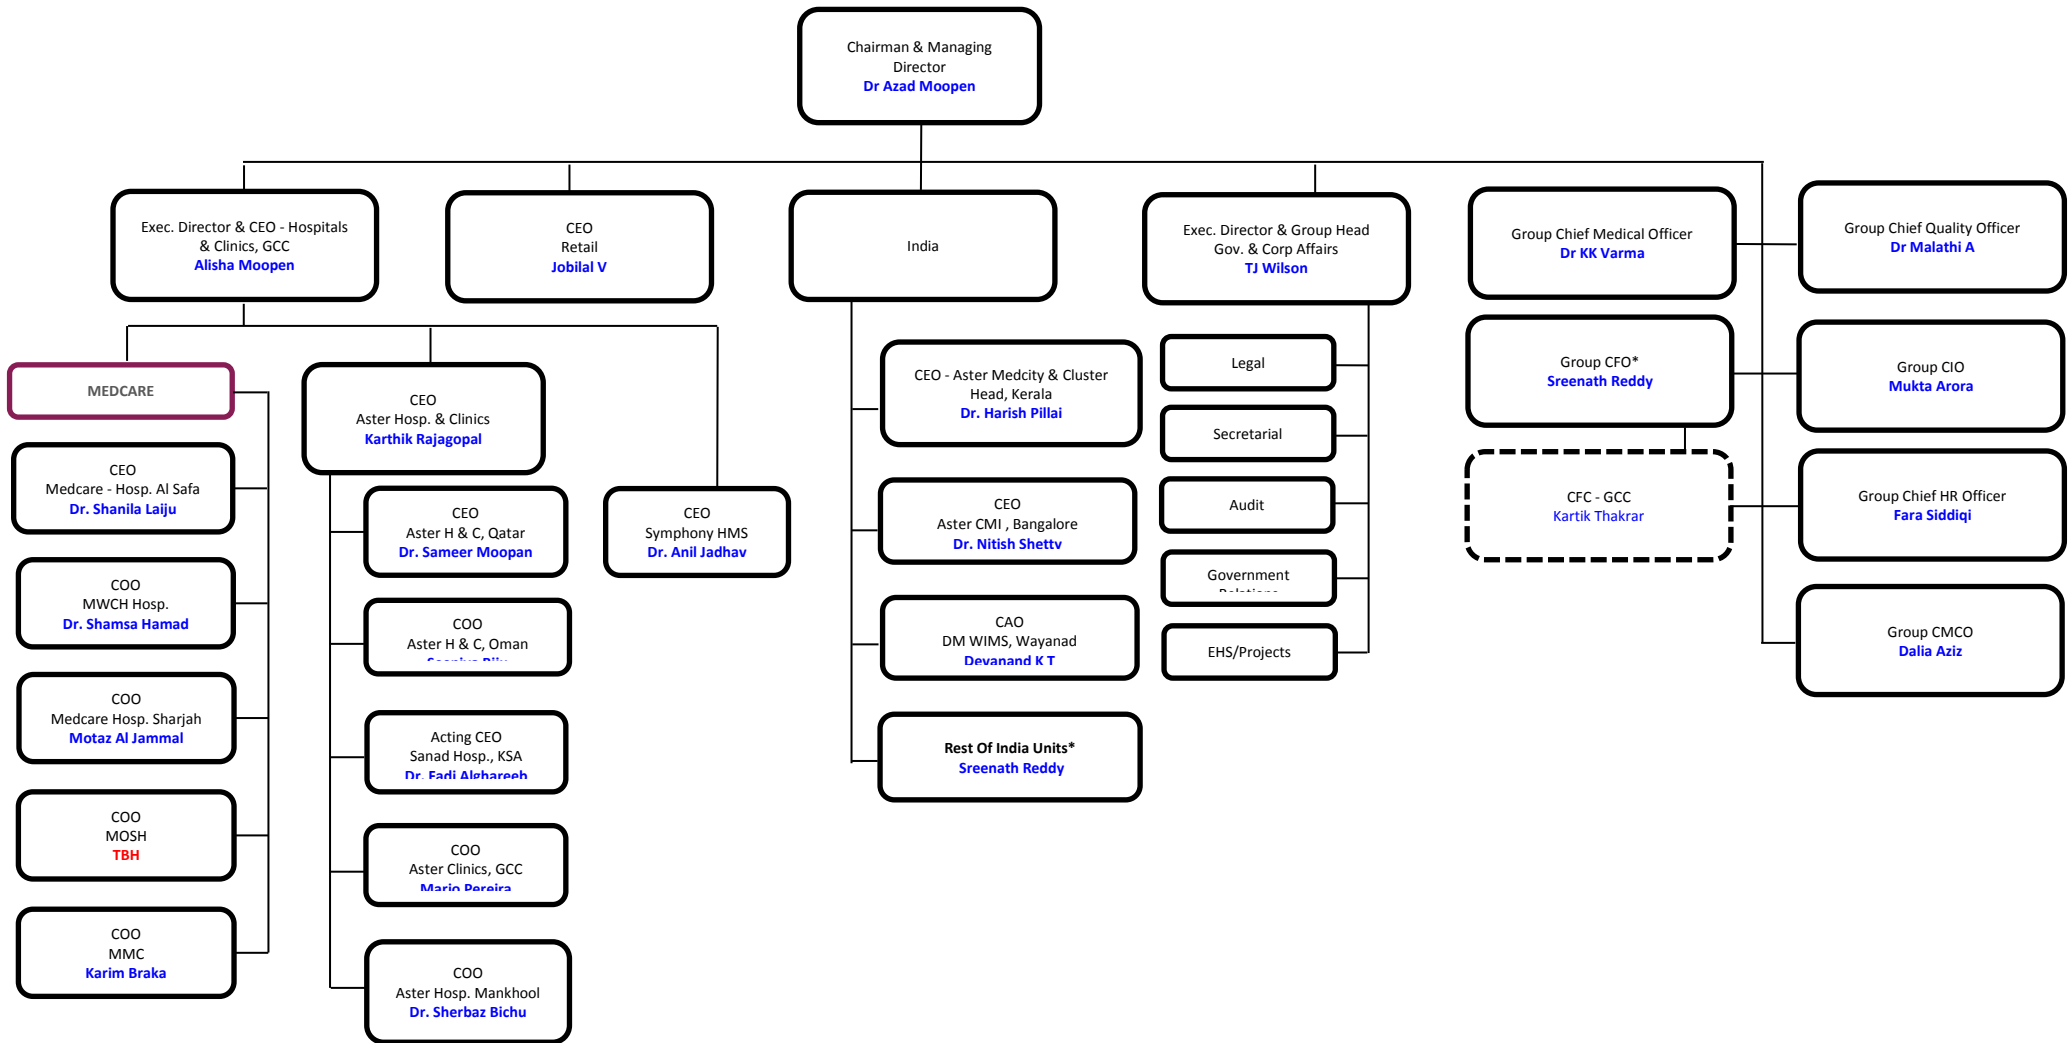 Chairman & Managing
Director
Dr Azad Moopen
Exec. Director & CEO - Hospitals
& Clinics, GCC
Alisha Moopen
CEO
Retail
Jobilal V
India
Exec. Director & Group Head
Gov. & Corp Affairs
TJ Wilson
Group Chief Medical Officer
Dr KK Varma
Group Chief Quality Officer
Dr Malathi A
Group CFO*
Sreenath Reddy
Group CIO
Mukta Arora
CFC - GCC
Kartik Thakrar
Group Chief HR Officer
Fara Siddiqi
Group CMCO
Dalia Aziz
MEDCARE
CEO
Medcare - Hosp. Al Safa
Dr. Shanila Laiju
COO
MWCH Hosp.
Dr. Shamsa Hamad
COO
Medcare Hosp. Sharjah
Motaz Al Jammal
COO
MOSH
TBH
COO
MMC
Karim Braka
CEO
Aster Hosp. & Clinics
Karthik Rajagopal
CEO
Aster H & C, Qatar
Dr. Sameer Moopan
COO
Aster H & C, Oman
Acting CEO
Sanad Hosp., KSA
Dr. Fadi Alghareeb
COO
Aster Clinics, GCC
Mario Pereira
COO
Aster Hosp. Mankhool
Dr. Sherbaz Bichu
CEO
Symphony HMS
Dr. Anil Jadhav
CEO - Aster Medcity & Cluster
Head, Kerala
Dr. Harish Pillai
CEO
Aster CMI , Bangalore
Dr. Nitish Shetty
CAO
DM WIMS, Wayanad
Devanand K T
Rest Of India Units*
Sreenath Reddy
Legal
Secretarial
Audit
Government
Relations
EHS/Projects